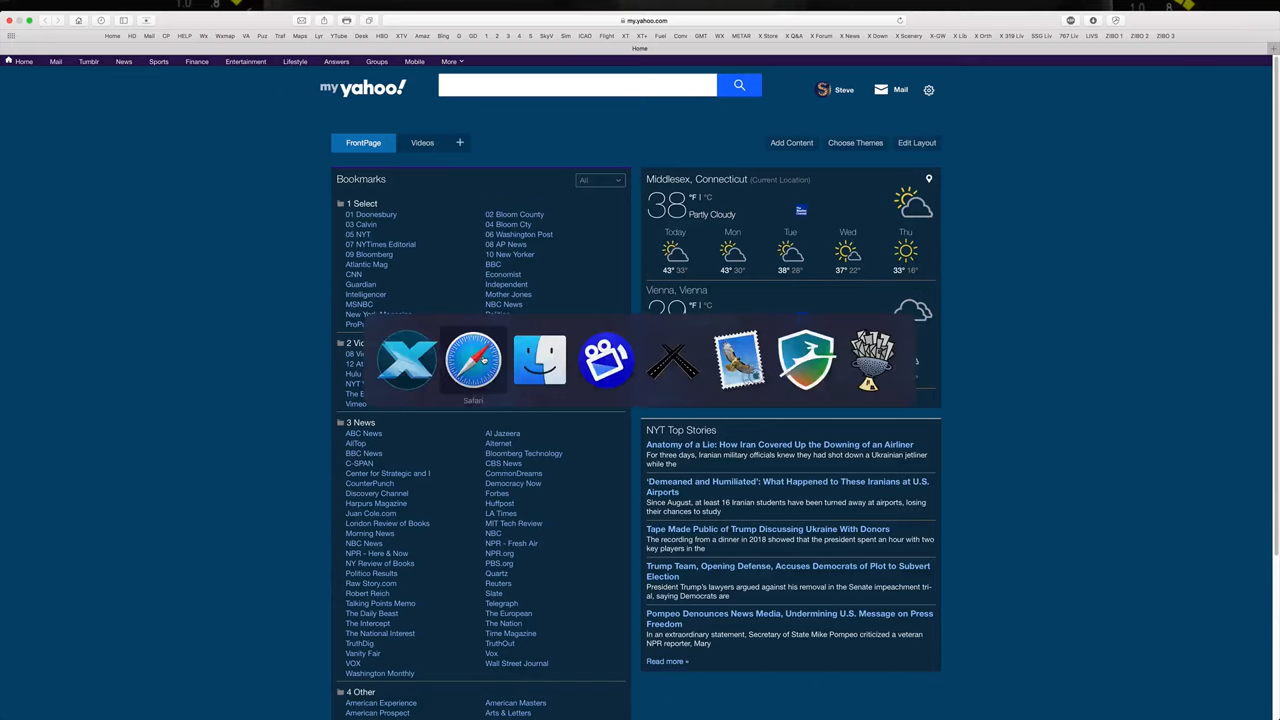 my.yahoo.com
Home HD Mail CP HELP Wx Wxmap VA Puz Traf Maps Lyr YTube Desk HBO XTV Amaz Bing G GD 1 2 3 4 5 SkyV Sim ICAO Flight XT XT+ Fuel Conv GMT WX METAR X Store X Q&A X Forum X News X Down X Scenery X-GW X Lib X Orth X 319 Liv SSG Liv 767 Liv LIVS ZIBO 1 ZIBO 2 ZIBO 3
Home
Home Mail Tumblr News Sports Finance Entertainment Lifestyle Answers Groups Mobile More
my yahoo!
Steve Mail
FrontPage Videos + Add Content Choose Themes Edit Layout
Bookmarks All
1 Select
01 Doonesbury 02 Bloom County
03 Calvin 04 Bloom Cty
05 NYT 06 Washington Post
07 NYTimes Editorial 08 AP News
09 Bloomberg 10 New Yorker
Atlantic Mag BBC
CNN Economist
Guardian Independent
Intelligencer Mother Jones
MSNBC NBC News
New York
2
08
12
Hulu
NYT
The
Vimeo
Safari
3 News
ABC News Al Jazeera
AllTop Alternet
BBC News Bloomberg Technology
C-SPAN CBS News
Center for Strategic and I CommonDreams
CounterPunch Democracy Now
Discovery Channel Forbes
Harpurs Magazine Huffpost
Juan Cole.com LA Times
London Review of Books MIT Tech Review
Morning News NBC
NBC News NPR - Fresh Air
NPR - Here & Now NPR.org
NY Review of Books PBS.org
Politico Results Quartz
Raw Story.com Reuters
Robert Reich Slate
Talking Points Memo Telegraph
The Daily Beast The European
The Intercept The Nation
The National Interest Time Magazine
TruthDig TruthOut
Vanity Fair Vox
VOX Wall Street Journal
Washington Monthly
4 Other
American Experience American Masters
American Prospect Arts & Letters
Middlesex, Connecticut (Current Location)
38 °F | °C
Partly Cloudy
Today Mon Tue Wed Thu
43° 33° 43° 30° 38° 28° 37° 22° 33° 16°
Vienna, Vienna
°F | °C
NYT Top Stories
Anatomy of a Lie: How Iran Covered Up the Downing of an Airliner
For three days, Iranian military officials knew they had shot down a Ukrainian jetliner
while the
‘Demeaned and Humiliated’: What Happened to These Iranians at U.S.
Airports
Since August, at least 16 Iranian students have been turned away at airports, losing
their chances to study
Tape Made Public of Trump Discussing Ukraine With Donors
The recording from a dinner in 2018 showed that the president spent an hour with two
key players in the
Trump Team, Opening Defense, Accuses Democrats of Plot to Subvert
Election
President Trump's lawyers argued against his removal in the Senate impeachment tri-
al, saying Democrats are
Pompeo Denounces News Media, Undermining U.S. Message on Press
Freedom
In an extraordinary statement, Secretary of State Mike Pompeo criticized a veteran
NPR reporter, Mary
Read more »